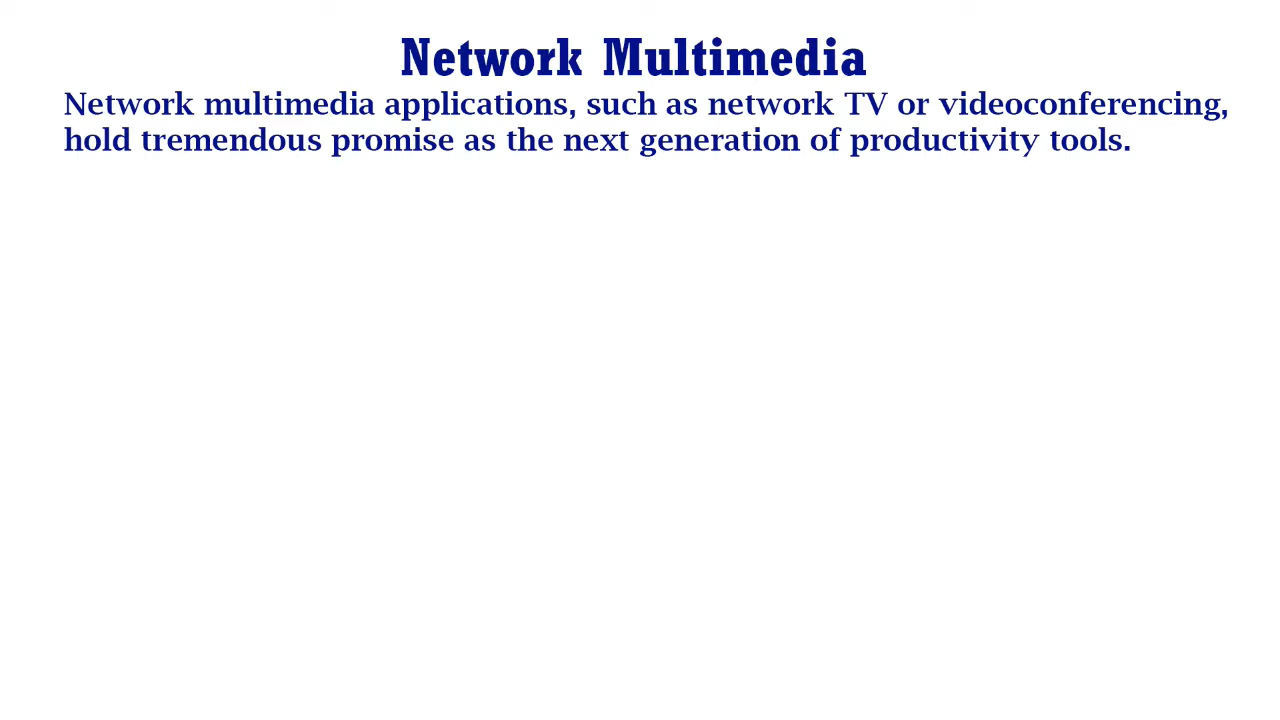 Network Multimedia
Network multimedia applications, such as network TV or videoconferencing,
hold tremendous promise as the next generation of productivity tools.